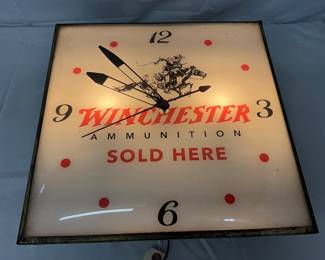 12
9 WINCHESTER 3
AMMUNITION
SOLD HERE
6